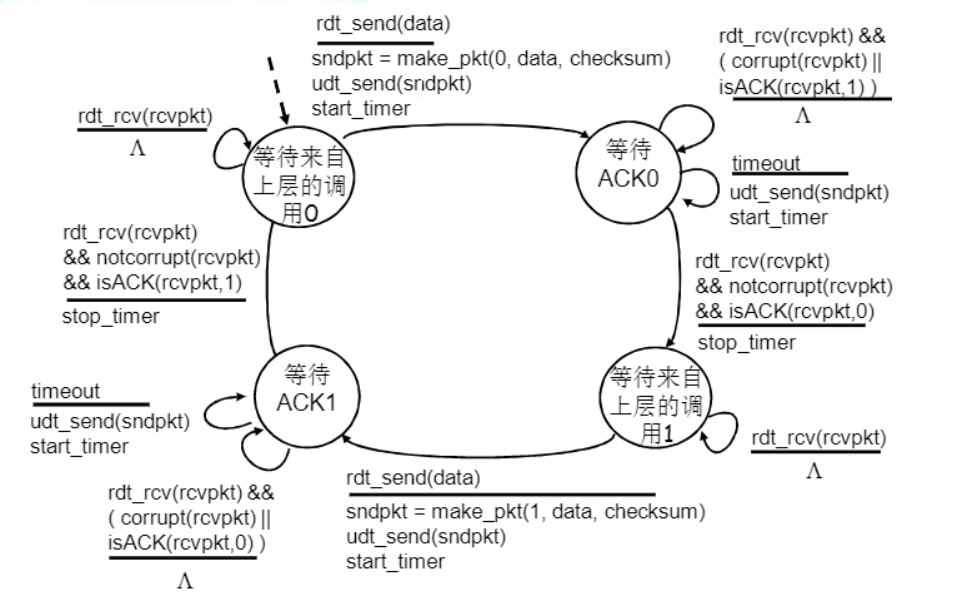 rdt_send(data)
sndpkt = make_pkt(0, data, checksum)
udt_send(sndpkt)
start_timer
rdt_rcv(rcvpkt) &&
( corrupt(rcvpkt) ||
isACK(rcvpkt,1) )
Λ
rdt_rcv(rcvpkt)
Λ
等待来自
上层的调
用0
等待
ACK0
timeout
udt_send(sndpkt)
start_timer
rdt_rcv(rcvpkt)
&& notcorrupt(rcvpkt)
&& isACK(rcvpkt,1)
stop_timer
rdt_rcv(rcvpkt)
&& notcorrupt(rcvpkt)
&& isACK(rcvpkt,0)
stop_timer
等待
ACK1
等待来自
上层的调
用1
timeout
udt_send(sndpkt)
start_timer
rdt_rcv(rcvpkt)
Λ
rdt_rcv(rcvpkt) &&
( corrupt(rcvpkt) ||
isACK(rcvpkt,0) )
Λ
rdt_send(data)
sndpkt = make_pkt(1, data, checksum)
udt_send(sndpkt)
start_timer